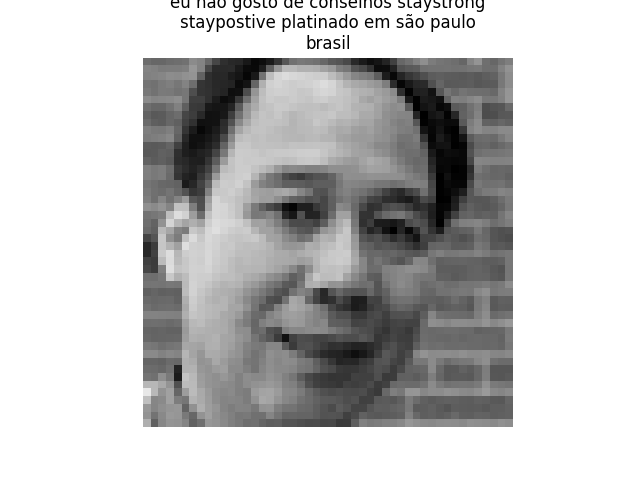 eu não gosto de conselhos staystrong
staypostive platinado em são paulo
brasil